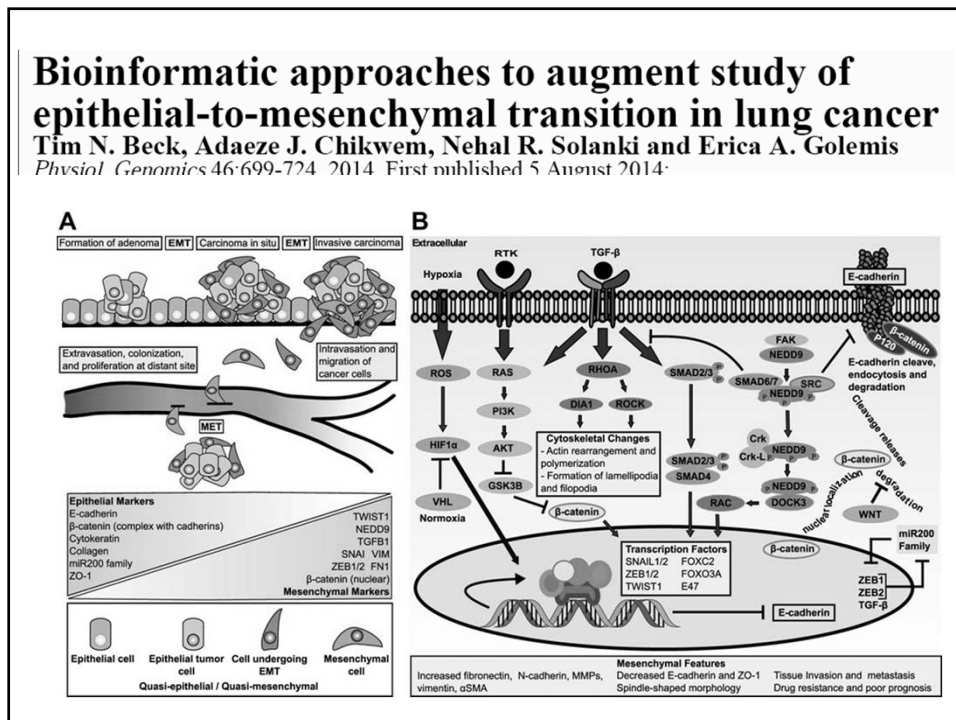 Bioinformatic approaches to augment study of
epithelial-to-mesenchymal transition in lung cancer
Tim N. Beck, Adaeze J. Chikwem, Nehal R. Solanki and Erica A. Golemis
Physiol. Genomics 46:699-724, 2014. First published 5 August 2014;
A
Formation of adenoma EMT Carcinoma in situ EMT Invasive carcinoma
Extravasation, colonization,
and proliferation at distant site
Intravasation and
migration of
cancer cells
MET
Epithelial Markers
E-cadherin
β-catenin (complex with cadherins)
Cytokeratin
Collagen
miR200 family
ZO-1
TWIST1
NEDD9
TGFB1
SNAI VIM
ZEB1/2 FN1
β-catenin (nuclear)
Mesenchymal Markers
Epithelial cell
Epithelial tumor
cell
Cell undergoing
EMT
Mesenchymal
cell
Quasi-epithelial / Quasi-mesenchymal
B
Extracellular
Hypoxia
RTK
TGF-β
E-cadherin
β-catenin
P120
E-cadherin cleave,
endocytosis and
degradation
ROS
RAS
RHOA
SMAD2/3 P P
FAK
NEDD9
SMAD6/7
SRC
NEDD9
P P P
PI3K
DIA1
ROCK
HIF1α
AKT
Cytoskeletal Changes
- Actin rearrangement and
polymerization
- Formation of lamellipodia
and filopodia
Crk
Crk-L
NEDD9
P P
SMAD2/3 P P
SMAD4
GSK3B
VHL
Normoxia
β-catenin
RAC
NEDD9
P P
DOCK3
Cleavage releases
β-catenin
nuclear localization
degradation
WNT
β-catenin
miR200
Family
Transcription Factors
SNAIL1/2 FOXC2
ZEB1/2 FOXO3A
TWIST1 E47
ZEB1
ZEB2
TGF-β
E-cadherin
Mesenchymal Features
Increased fibronectin, N-cadherin, MMPs,
vimentin, αSMA
Decreased E-cadherin and ZO-1
Spindle-shaped morphology
Tissue Invasion and metastasis
Drug resistance and poor prognosis